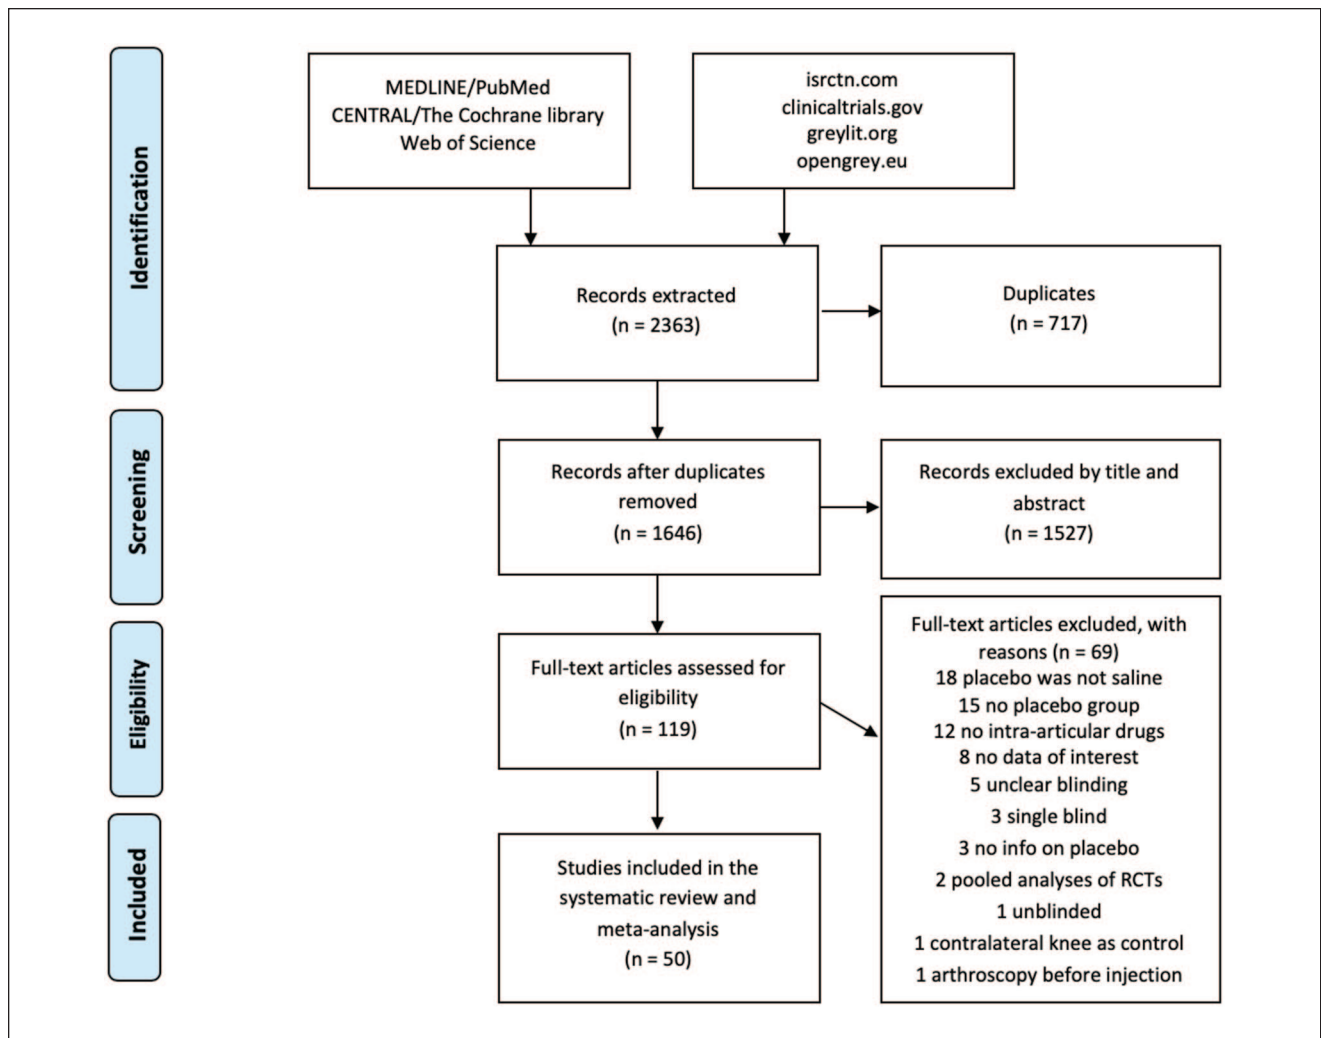 Identification
MEDLINE/PubMed
CENTRAL/The Cochrane library
Web of Science
isrctn.com
clinicaltrials.gov
greylit.org
opengrey.eu
Records extracted
(n = 2363)
Duplicates
(n = 717)
Screening
Records after duplicates
removed
(n = 1646)
Records excluded by title and
abstract
(n = 1527)
Eligibility
Full-text articles assessed for
eligibility
(n = 119)
Full-text articles excluded, with
reasons (n = 69)
18 placebo was not saline
15 no placebo group
12 no intra-articular drugs
8 no data of interest
5 unclear blinding
3 single blind
3 no info on placebo
2 pooled analyses of RCTs
1 unblinded
1 contralateral knee as control
1 arthroscopy before injection
Included
Studies included in the
systematic review and
meta-analysis
(n = 50)